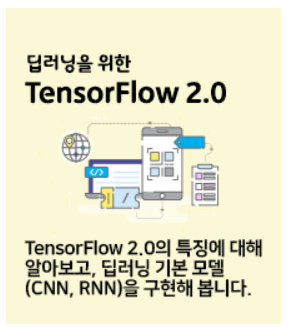 딥러닝을 위한
TensorFlow 2.0
</>
TensorFlow 2.0의 특징에 대해
알아보고, 딥러닝 기본 모델
(CNN, RNN)을 구현해 봅니다.